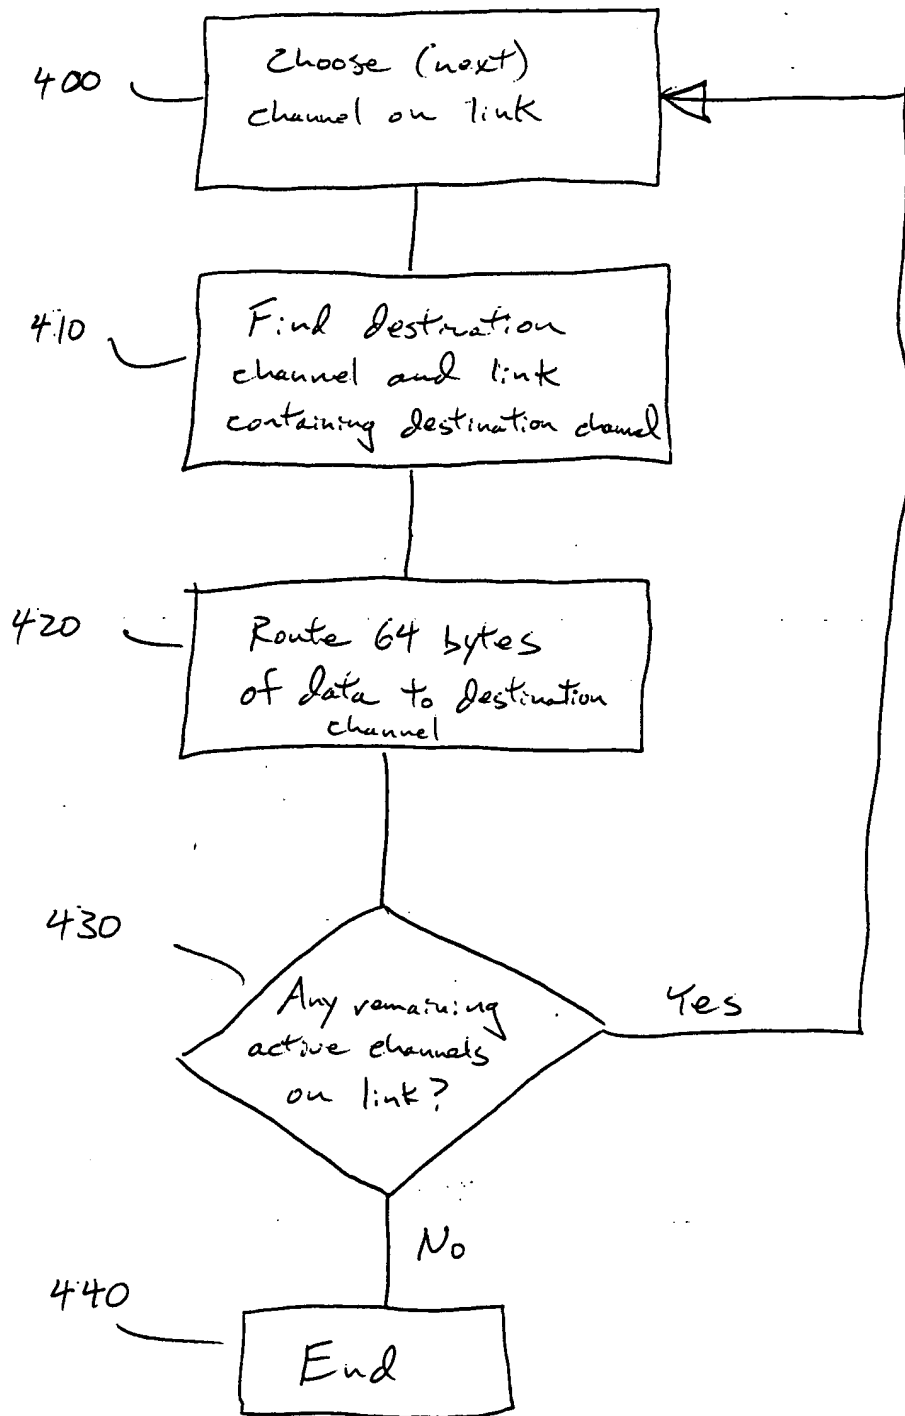 400
Choose (next)
channel on link
410
Find destination
channel and link
containing destination channel
420
Route 64 bytes
of data to destination
channel
430
Any remaining
active channels
on link?
Yes
No
440
End